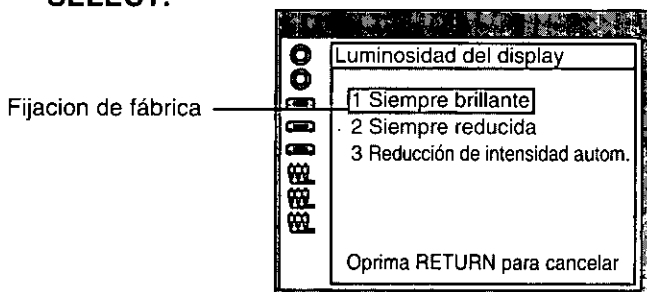 SELECT.
Luminosidad del display
Fijacion de fábrica
1 Siempre brillante
2 Siempre reducida
3 Reducción de intensidad autom.
Oprima RETURN para cancelar